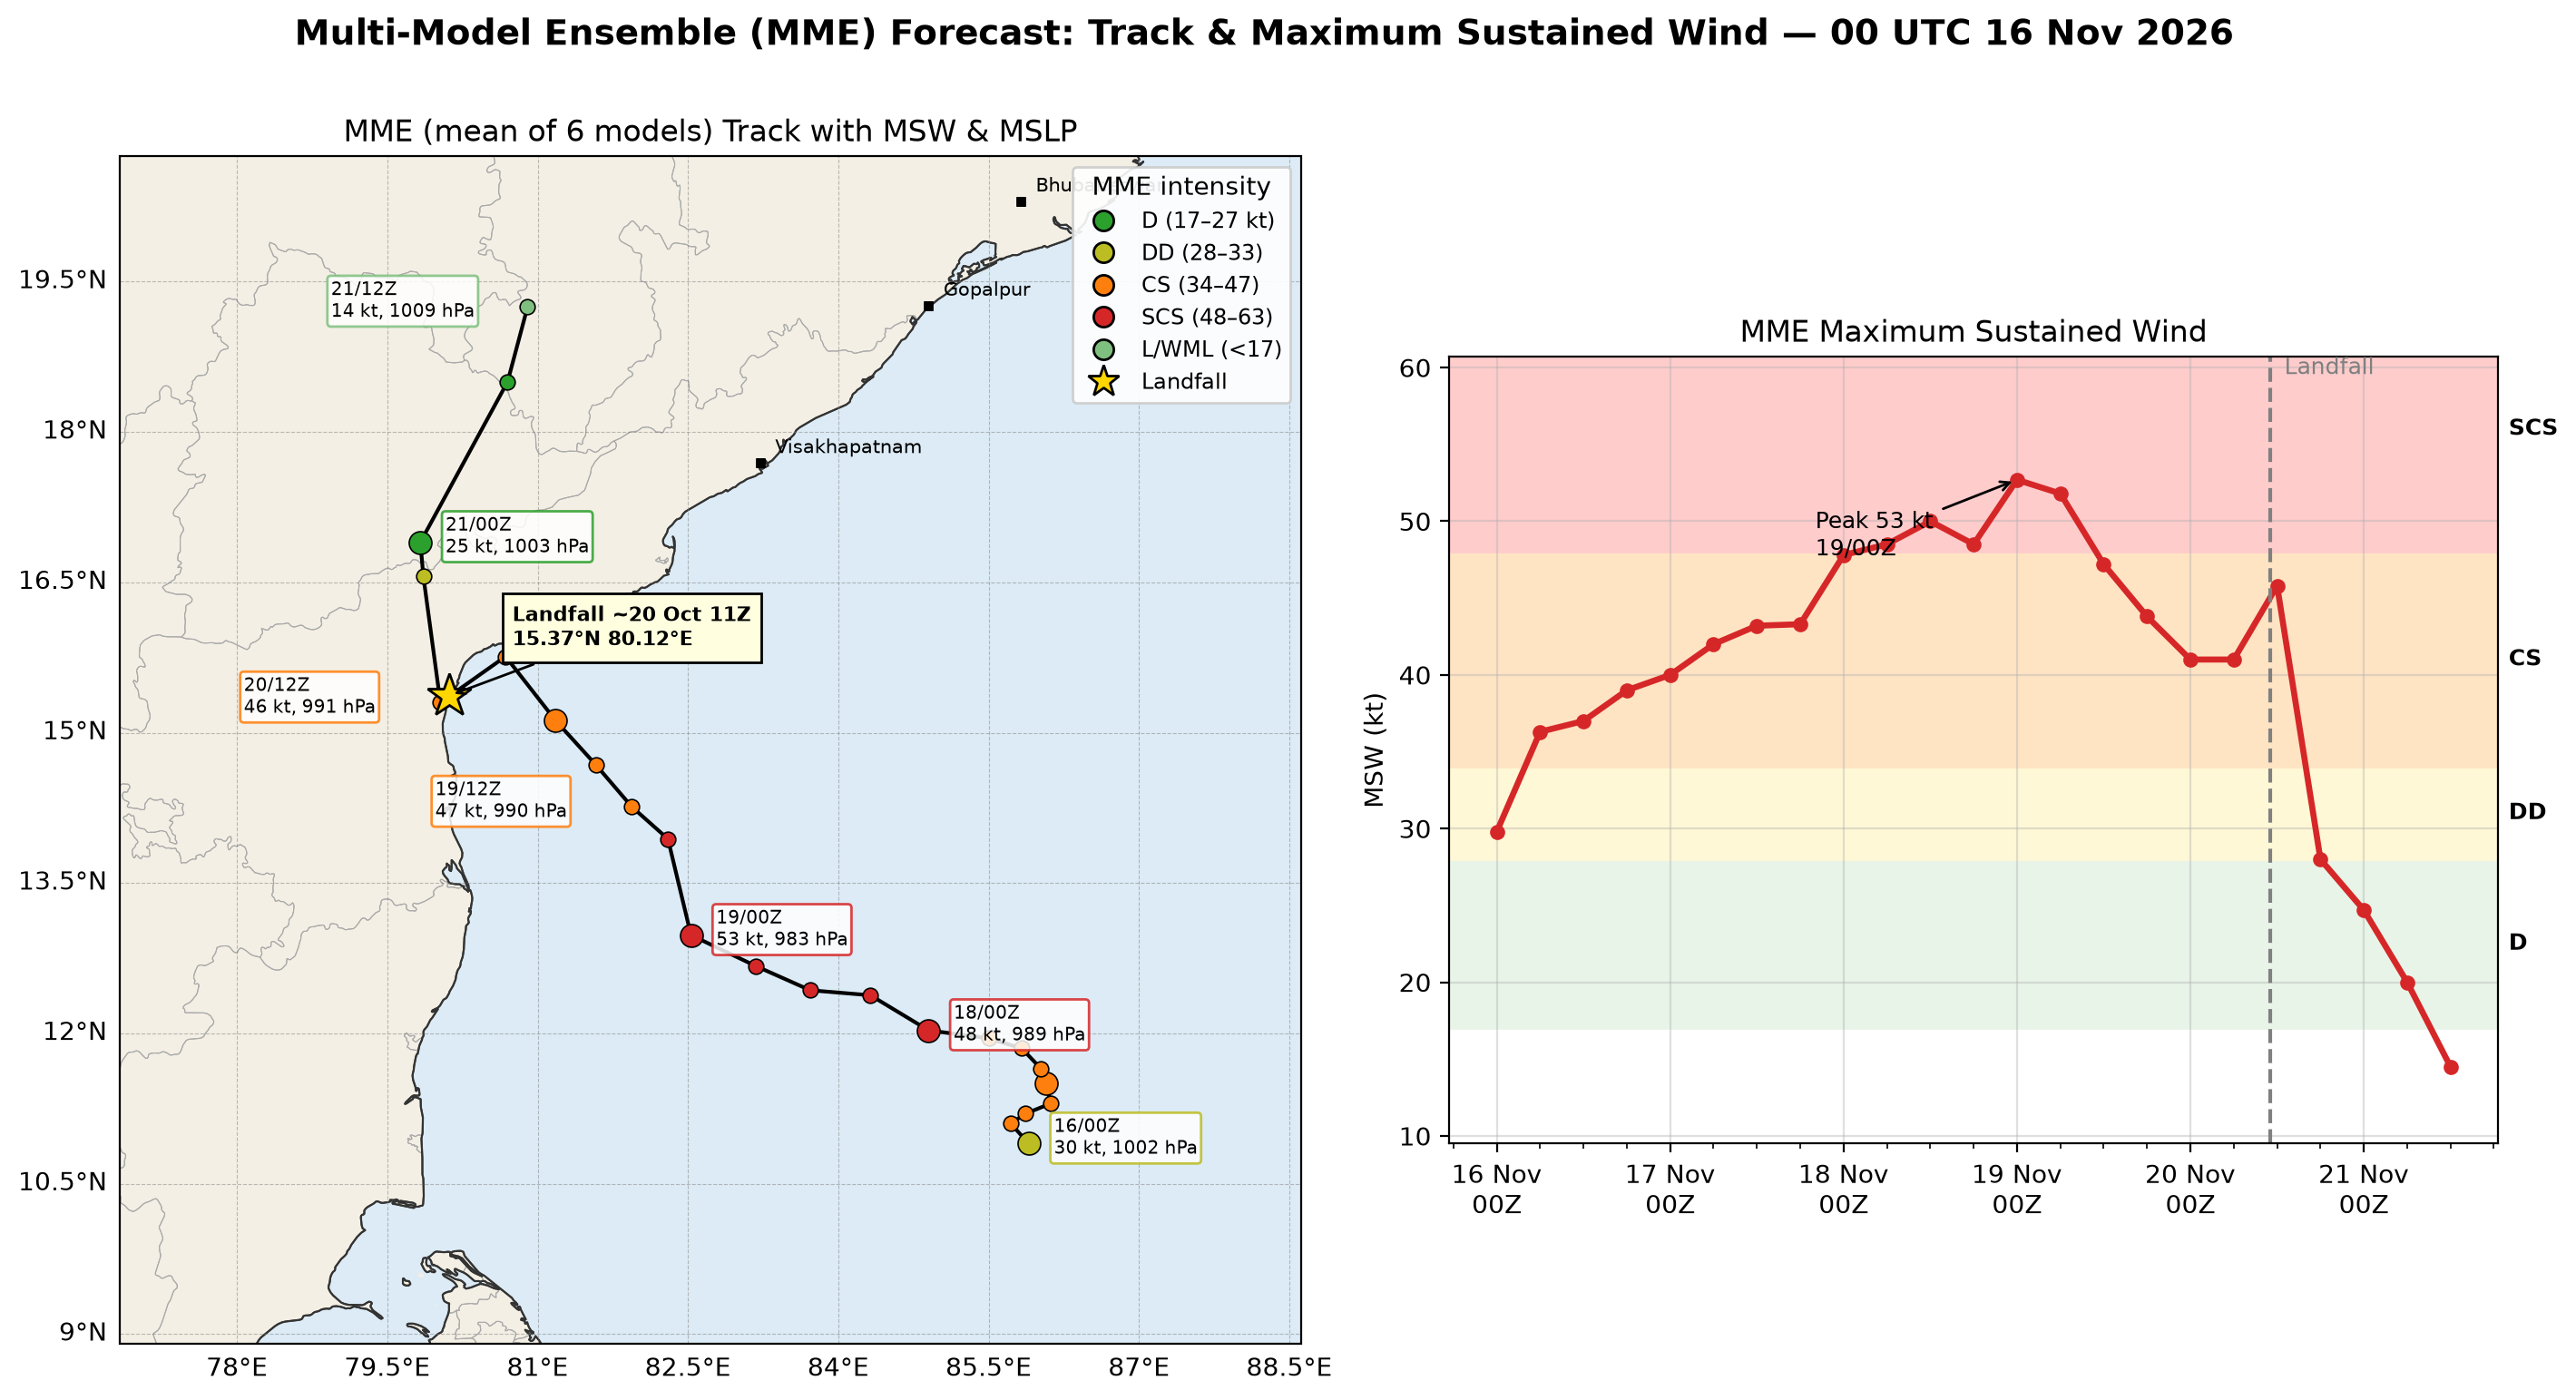 Multi-Model Ensemble (MME) Forecast: Track & Maximum Sustained Wind — 00 UTC 16 Nov 2026
MME (mean of 6 models) Track with MSW & MSLP
19.5°N
18°N
16.5°N
15°N
13.5°N
12°N
10.5°N
9°N
78°E
79.5°E
81°E
82.5°E
84°E
85.5°E
87°E
88.5°E
MME intensity
D (17–27 kt)
DD (28–33)
CS (34–47)
SCS (48–63)
L/WML (<17)
Landfall
Gopalpur
Visakhapatnam
21/12Z
14 kt, 1009 hPa
21/00Z
25 kt, 1003 hPa
Landfall ~20 Oct 11Z
15.37°N 80.12°E
20/12Z
46 kt, 991 hPa
19/12Z
47 kt, 990 hPa
19/00Z
53 kt, 983 hPa
18/00Z
48 kt, 989 hPa
16/00Z
30 kt, 1002 hPa
MME Maximum Sustained Wind
MSW (kt)
60
50
40
30
20
10
Landfall
Peak 53 kt
19/00Z
SCS
CS
DD
D
16 Nov
00Z
17 Nov
00Z
18 Nov
00Z
19 Nov
00Z
20 Nov
00Z
21 Nov
00Z